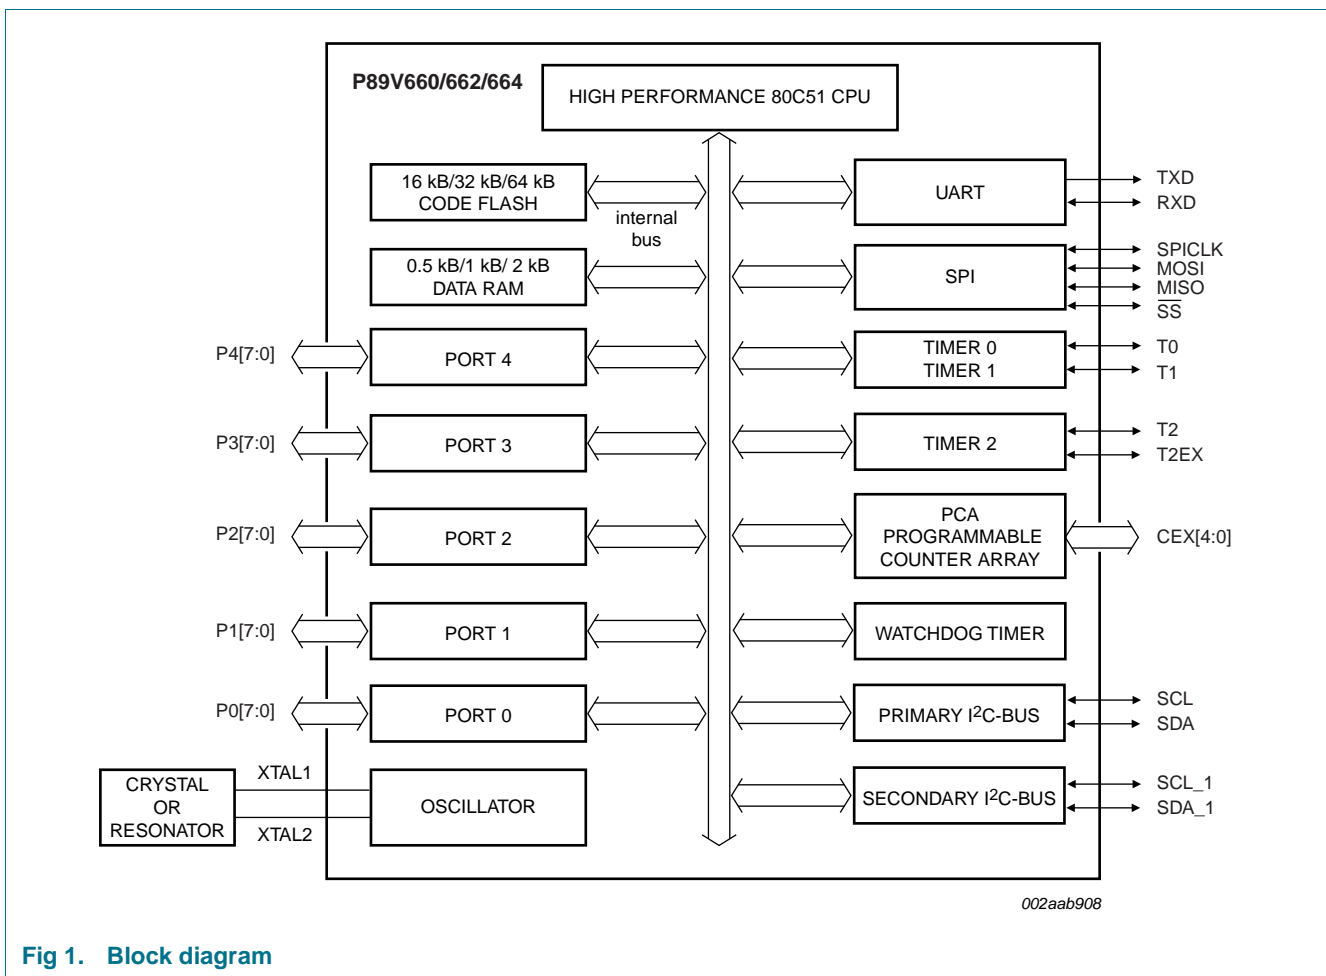 P89V660/662/664
HIGH PERFORMANCE 80C51 CPU
16 kB/32 kB/64 kB
CODE FLASH
internal
bus
0.5 kB/1 kB/ 2 kB
DATA RAM
P4[7:0]
PORT 4
P3[7:0]
PORT 3
P2[7:0]
PORT 2
P1[7:0]
PORT 1
P0[7:0]
PORT 0
CRYSTAL
OR
RESONATOR
XTAL1
XTAL2
OSCILLATOR
UART
TXD
RXD
SPI
SPICLK
MOSI
MISO
S̅S̅
TIMER 0
TIMER 1
T0
T1
TIMER 2
T2
T2EX
PCA
PROGRAMMABLE
COUNTER ARRAY
CEX[4:0]
WATCHDOG TIMER
PRIMARY I²C-BUS
SCL
SDA
SECONDARY I²C-BUS
SCL_1
SDA_1
002aab908
Fig 1. Block diagram